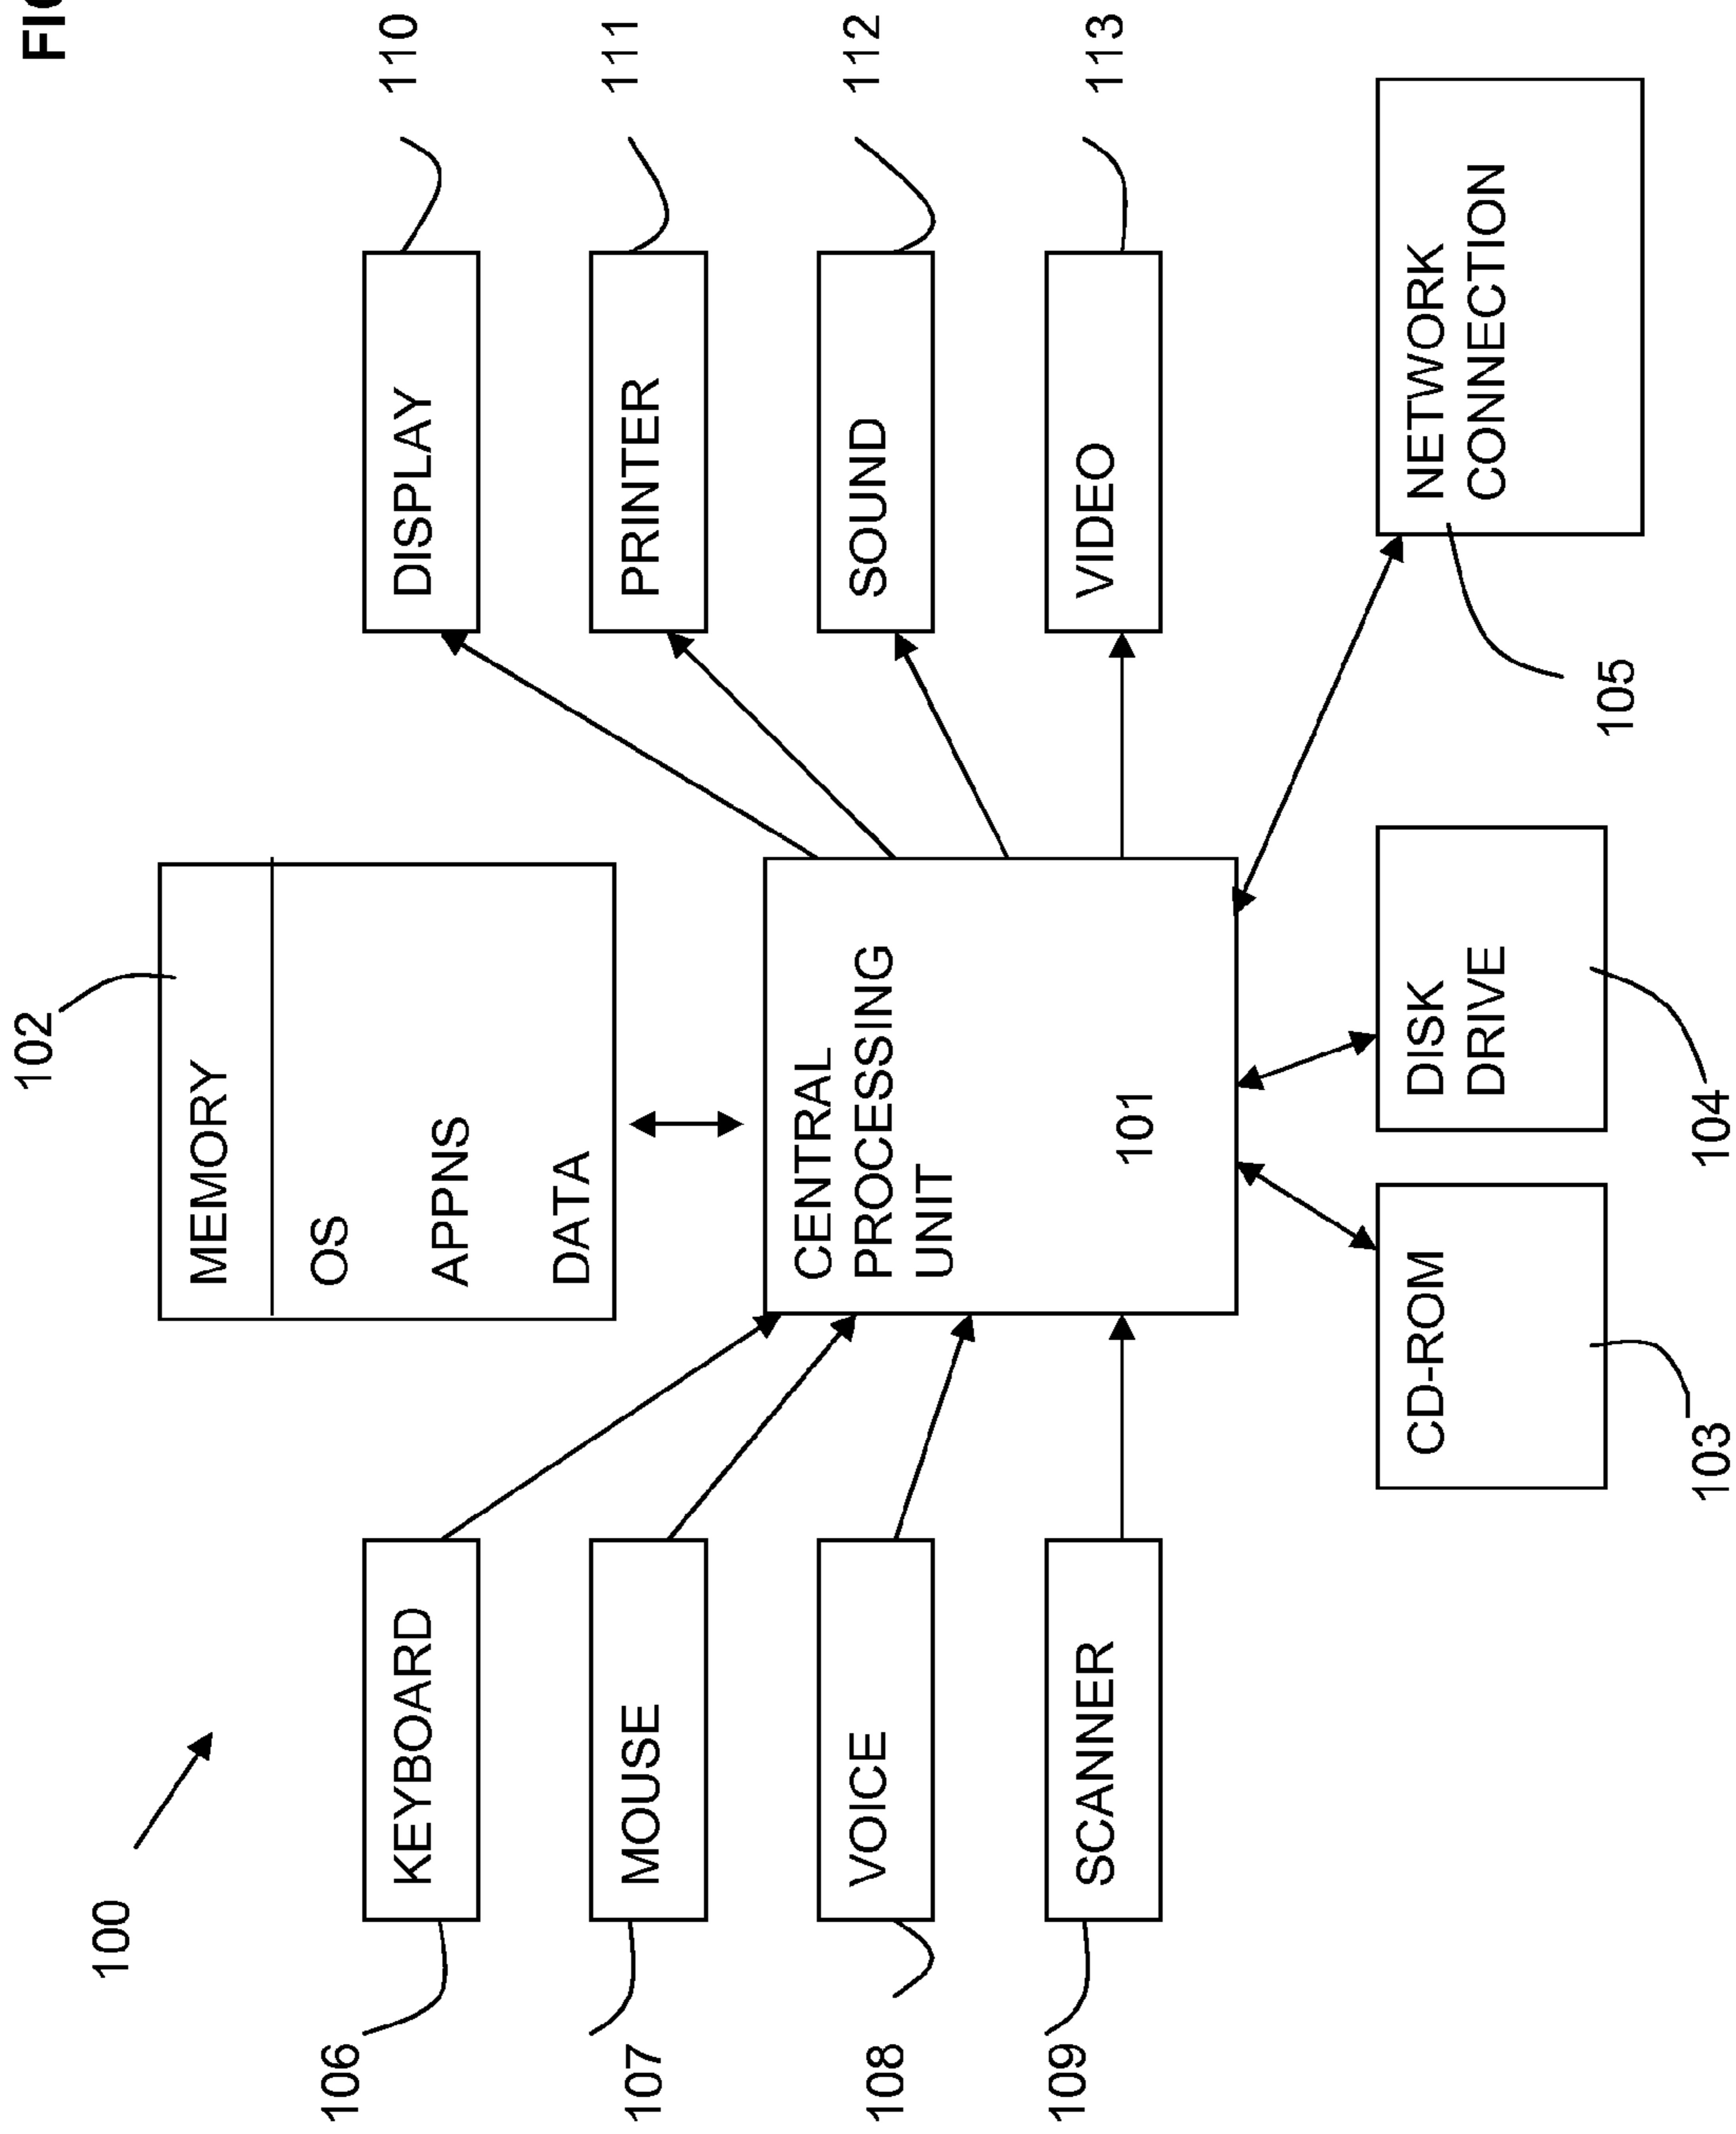 102
100
MEMORY
OS
APPNS
DATA
106
KEYBOARD
DISPLAY
110
107
MOUSE
PRINTER
111
CENTRAL
PROCESSING
UNIT
101
108
VOICE
SOUND
112
109
SCANNER
VIDEO
113
CD-ROM
103
DISK
DRIVE
104
NETWORK
CONNECTION
105